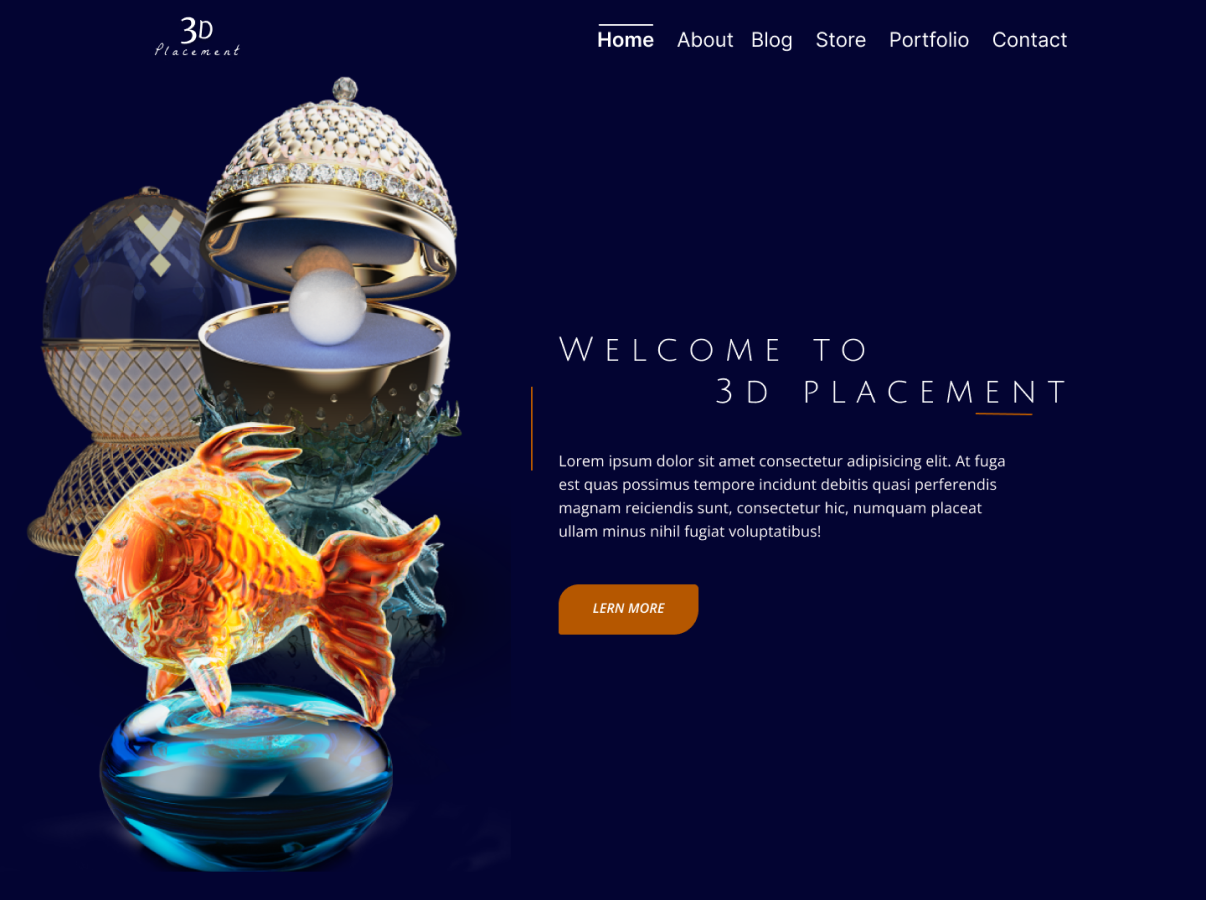 3D
Placement
Home About Blog Store Portfolio Contact
Welcome to
3D placement
Lorem ipsum dolor sit amet consectetur adipisicing elit. At fuga
est quas possimus tempore incidunt debitis quasi perferendis
magnam reiciendis sunt, consectetur hic, numquam placeat
ullam minus nihil fugiat voluptatibus!
LERN MORE